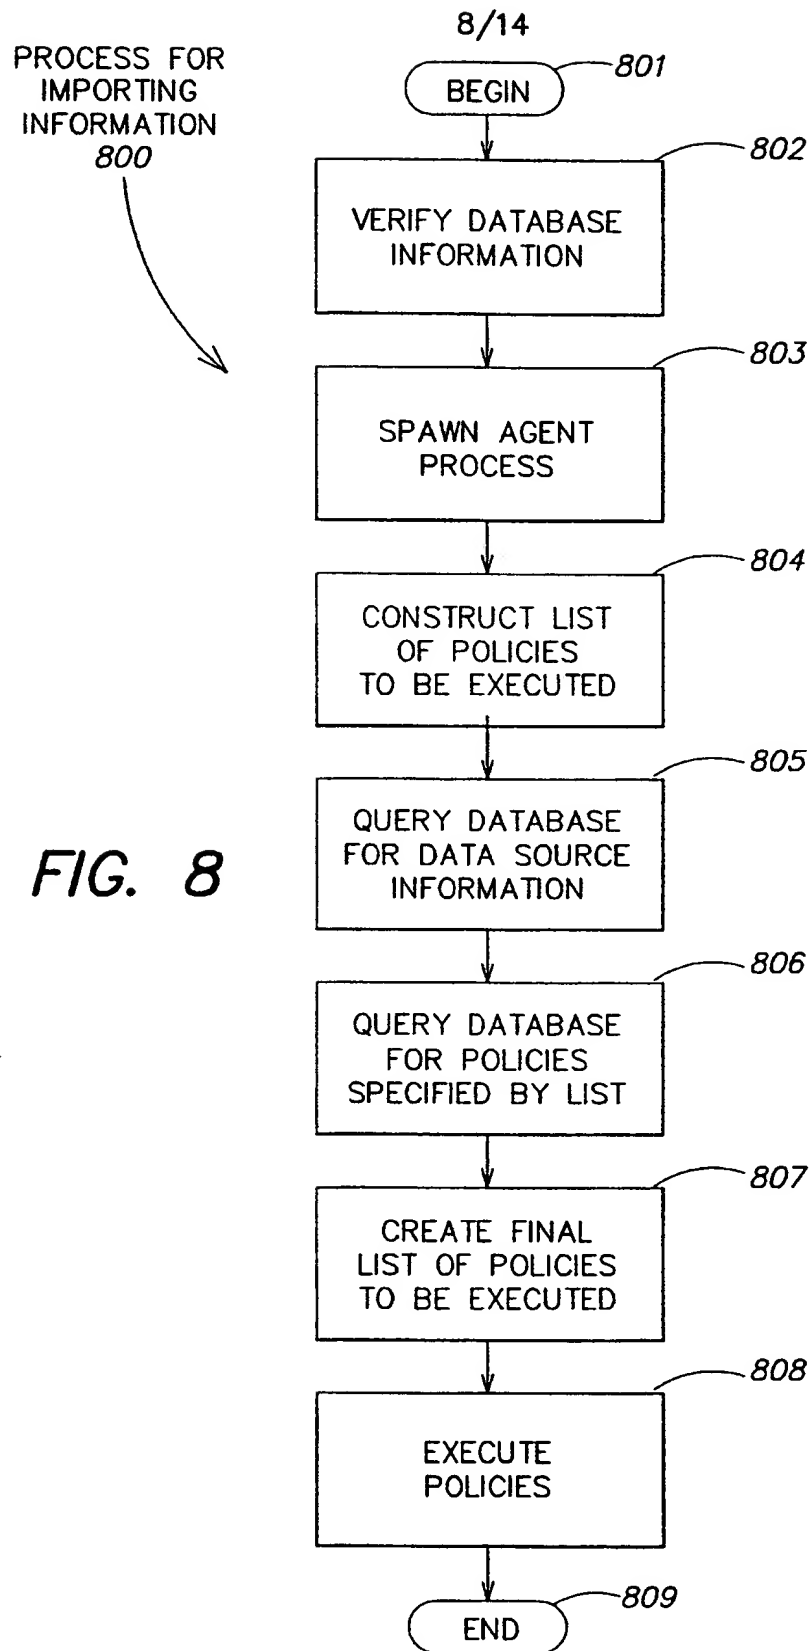 8/14
PROCESS FOR
IMPORTING
INFORMATION
800
BEGIN
801
802
VERIFY DATABASE
INFORMATION
803
SPAWN AGENT
PROCESS
804
CONSTRUCT LIST
OF POLICIES
TO BE EXECUTED
805
QUERY DATABASE
FOR DATA SOURCE
INFORMATION
FIG. 8
806
QUERY DATABASE
FOR POLICIES
SPECIFIED BY LIST
807
CREATE FINAL
LIST OF POLICIES
TO BE EXECUTED
808
EXECUTE
POLICIES
809
END